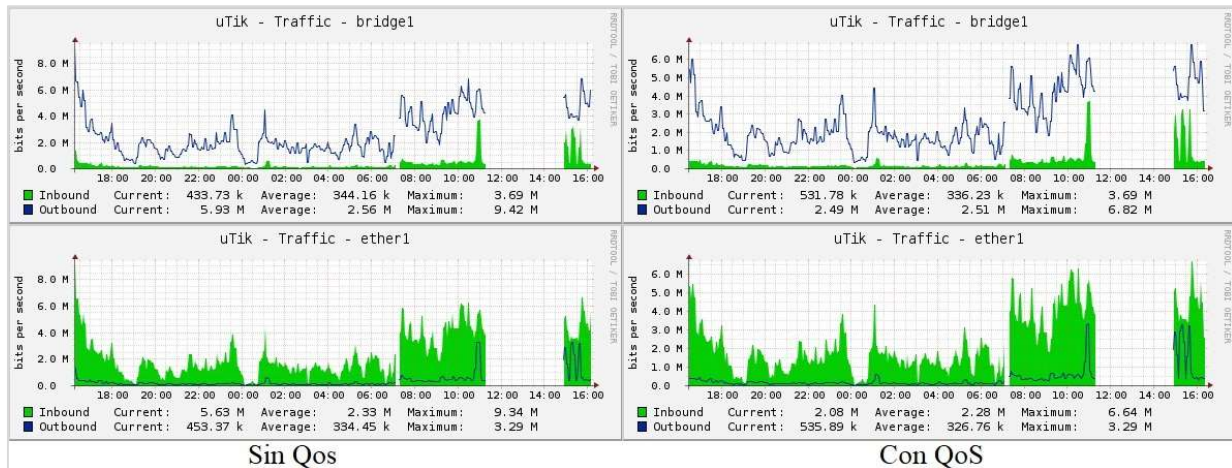 uTik - Traffic - bridge1
RRDTOOL / TOBI OETIKER
bits per second
8.0 M
6.0 M
4.0 M
2.0 M
0.0
18:00 20:00 22:00 00:00 02:00 04:00 06:00 08:00 10:00 12:00 14:00 16:00
Inbound Current: 433.73 k Average: 344.16 k Maximum: 3.69 M
Outbound Current: 5.93 M Average: 2.56 M Maximum: 9.42 M
uTik - Traffic - bridge1
RRDTOOL / TOBI OETIKER
bits per second
6.0 M
5.0 M
4.0 M
3.0 M
2.0 M
1.0 M
0.0
18:00 20:00 22:00 00:00 02:00 04:00 06:00 08:00 10:00 12:00 14:00 16:00
Inbound Current: 531.78 k Average: 336.23 k Maximum: 3.69 M
Outbound Current: 2.49 M Average: 2.51 M Maximum: 6.82 M
uTik - Traffic - ether1
RRDTOOL / TOBI OETIKER
bits per second
8.0 M
6.0 M
4.0 M
2.0 M
0.0
18:00 20:00 22:00 00:00 02:00 04:00 06:00 08:00 10:00 12:00 14:00 16:00
Inbound Current: 5.63 M Average: 2.33 M Maximum: 9.34 M
Outbound Current: 453.37 k Average: 334.45 k Maximum: 3.29 M
uTik - Traffic - ether1
RRDTOOL / TOBI OETIKER
bits per second
6.0 M
5.0 M
4.0 M
3.0 M
2.0 M
1.0 M
0.0
18:00 20:00 22:00 00:00 02:00 04:00 06:00 08:00 10:00 12:00 14:00 16:00
Inbound Current: 2.08 M Average: 2.28 M Maximum: 6.64 M
Outbound Current: 535.89 k Average: 326.76 k Maximum: 3.29 M
Sin Qos
Con QoS